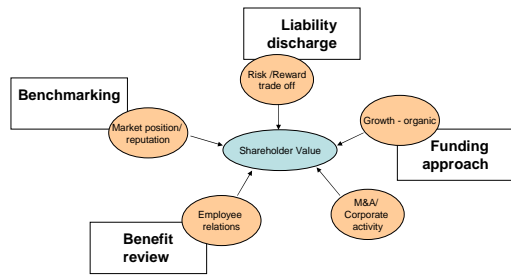 Liability
discharge
Risk /Reward
trade off
Benchmarking
Market position/
reputation
Growth - organic
Funding
approach
Shareholder Value
Employee
relations
Benefit
review
M&A/
Corporate
activity